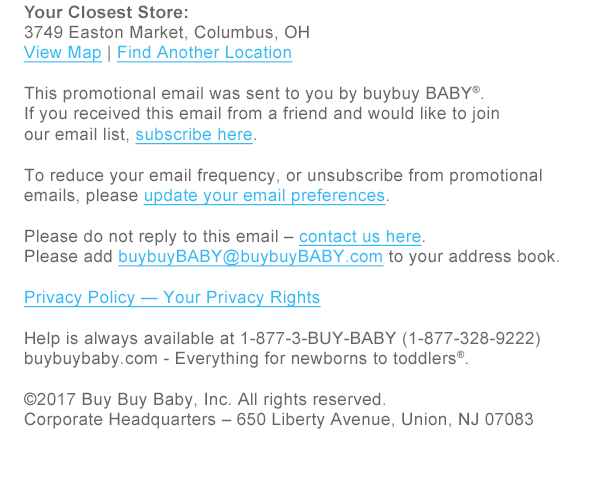 Your Closest Store:
3749 Easton Market, Columbus, OH
View Map | Find Another Location
This promotional email was sent to you by buybuy BABY®.
If you received this email from a friend and would like to join
our email list, subscribe here.
To reduce your email frequency, or unsubscribe from promotional
emails, please update your email preferences.
Please do not reply to this email – contact us here.
Please add buybuyBABY@buybuyBABY.com to your address book.
Privacy Policy — Your Privacy Rights
Help is always available at 1-877-3-BUY-BABY (1-877-328-9222)
buybuybaby.com - Everything for newborns to toddlers®.
©2017 Buy Buy Baby, Inc. All rights reserved.
Corporate Headquarters – 650 Liberty Avenue, Union, NJ 07083